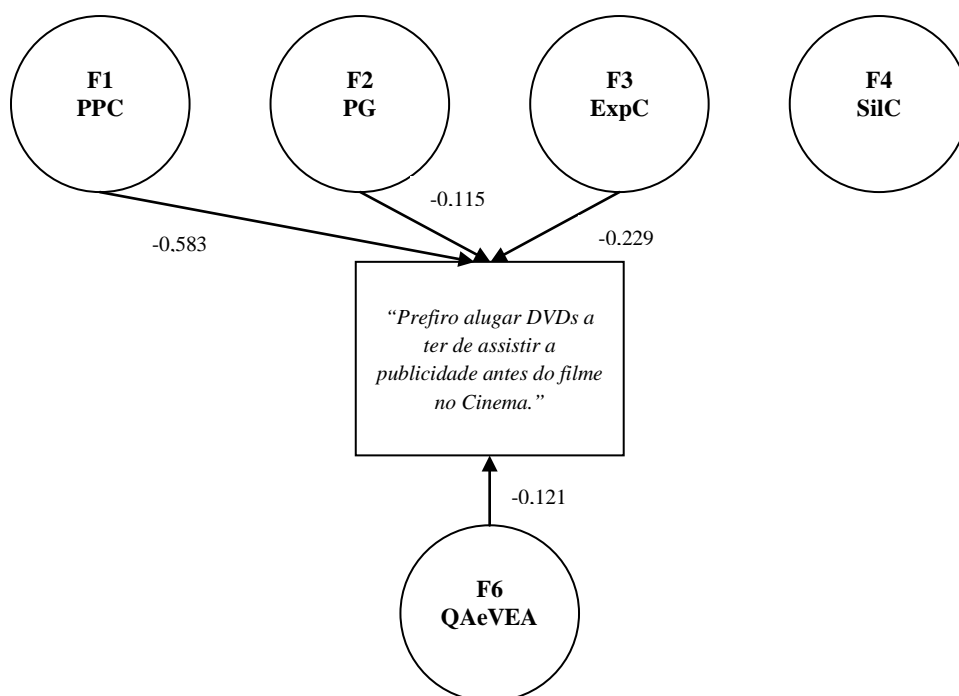 F1
PPC
F2
PG
F3
ExpC
F4
SilC
-0.115
-0.583
-0.229
“Prefiro alugar DVDs a
ter de assistir a
publicidade antes do filme
no Cinema.”
-0.121
F6
QAeVEA